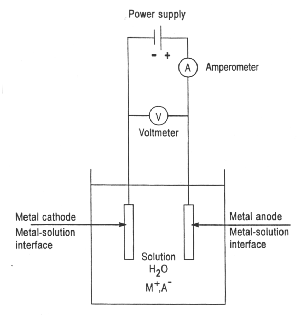 Power supply
- +
A
Amperometer
V
Voltmeter
Metal cathode
Metal-solution
interface
Metal anode
Metal-solution
interface
Solution
H₂O
M⁺,A⁻